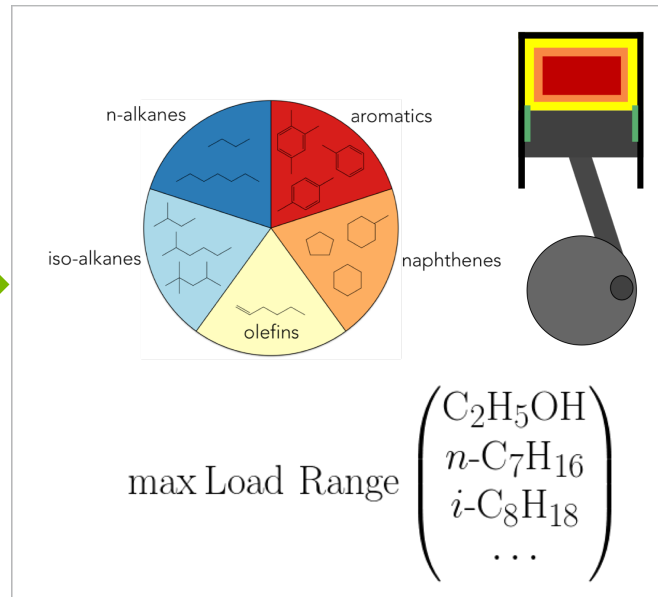 n-alkanes
aromatics
iso-alkanes
naphthenes
olefins
max Load Range
C₂H₅OH
n-C₇H₁₆
i-C₈H₁₈
...